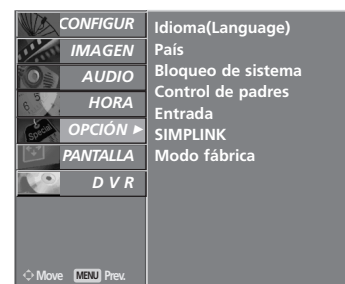 CONFIGUR
IMAGEN
AUDIO
HORA
Special
OPCIÓN ►
PANTALLA
D V R
Idioma(Language)
País
Bloqueo de sistema
Control de padres
Entrada
SIMPLINK
Modo fábrica
Move MENU Prev.